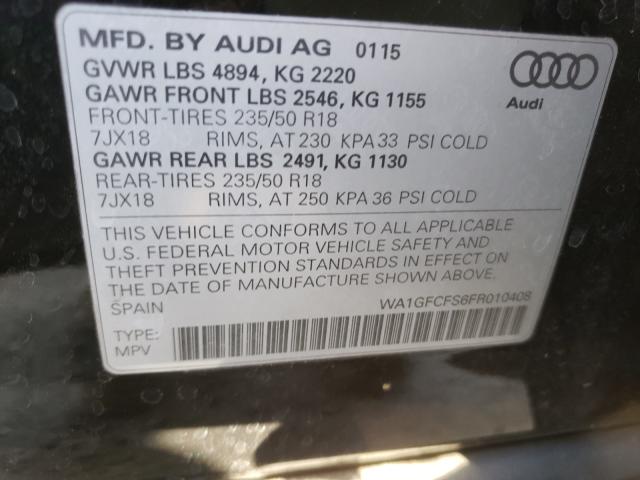 MFD. BY AUDI AG 0115
GVWR LBS 4894, KG 2220
GAWR FRONT LBS 2546, KG 1155
FRONT-TIRES 235/50 R18
7JX18 RIMS, AT 230 KPA 33 PSI COLD
GAWR REAR LBS 2491, KG 1130
REAR-TIRES 235/50 R18
7JX18 RIMS, AT 250 KPA 36 PSI COLD
Audi
THIS VEHICLE CONFORMS TO ALL APPLICABLE
U.S. FEDERAL MOTOR VEHICLE SAFETY AND
THEFT PREVENTION STANDARDS IN EFFECT ON
THE DATE OF MANUFACTURE SHOWN ABOVE.
SPAIN WA1GFCFS6FR010408
TYPE:
MPV